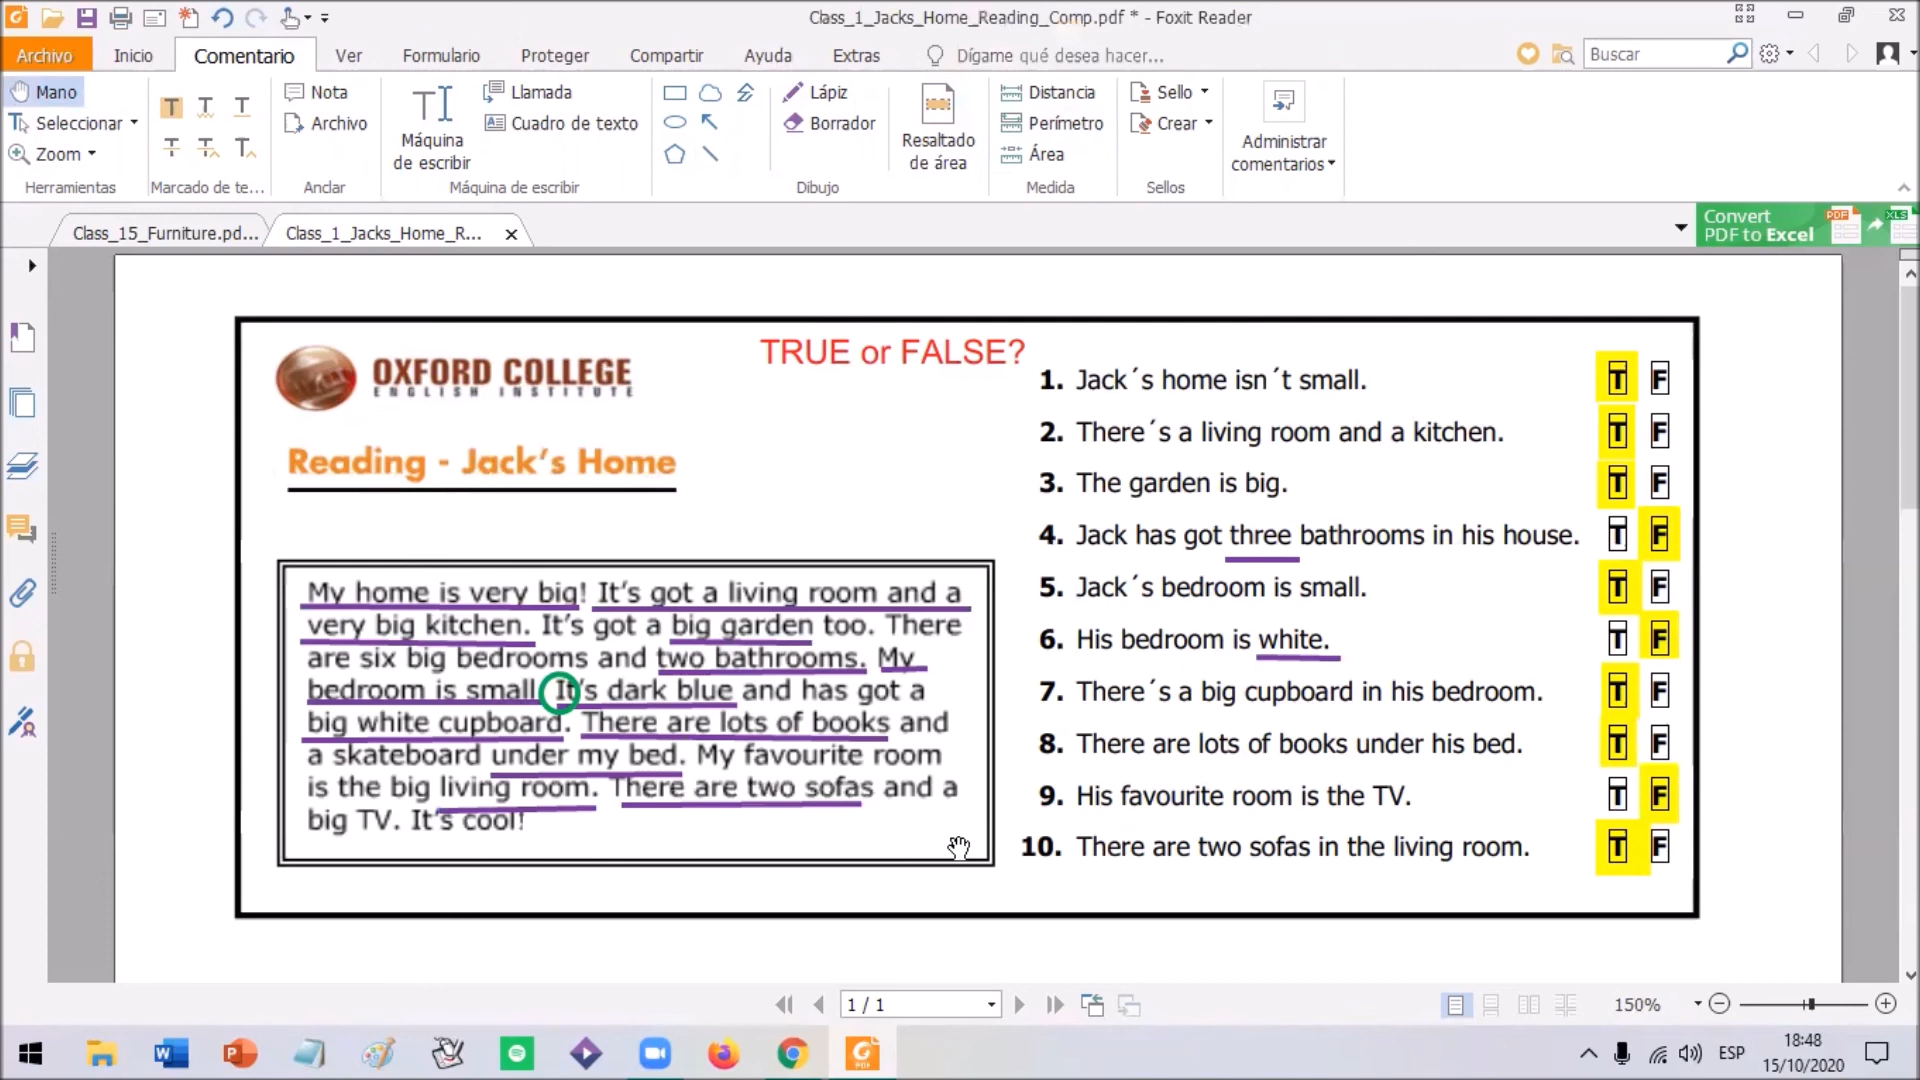 Class_1_Jacks_Home_Reading_Comp.pdf * - Foxit Reader
Archivo Inicio Comentario Ver Formulario Proteger Compartir Ayuda Extras Dígame qué desea hacer... Buscar
Mano
Seleccionar
Zoom
Herramientas
Marcado de te...
Nota
Archivo
Anclar
Máquina
de escribir
Llamada
Cuadro de texto
Máquina de escribir
Lápiz
Borrador
Dibujo
Resaltado
de área
Distancia
Perímetro
Área
Medida
Sello
Crear
Sellos
Administrar
comentarios
Class_15_Furniture.pd... Class_1_Jacks_Home_R...
Convert
PDF to Excel
PDF
XLS
OXFORD COLLEGE
ENGLISH INSTITUTE
Reading - Jack's Home
My home is very big! It's got a living room and a
very big kitchen. It's got a big garden too. There
are six big bedrooms and two bathrooms. My
bedroom is small. It's dark blue and has got a
big white cupboard. There are lots of books and
a skateboard under my bed. My favourite room
is the big living room. There are two sofas and a
big TV. It's cool!
TRUE or FALSE?
1. Jack´s home isn´t small. T F
2. There´s a living room and a kitchen. T F
3. The garden is big. T F
4. Jack has got three bathrooms in his house. T F
5. Jack´s bedroom is small. T F
6. His bedroom is white. T F
7. There´s a big cupboard in his bedroom. T F
8. There are lots of books under his bed. T F
9. His favourite room is the TV. T F
10. There are two sofas in the living room. T F
1 / 1
150%
ESP
18:48
15/10/2020